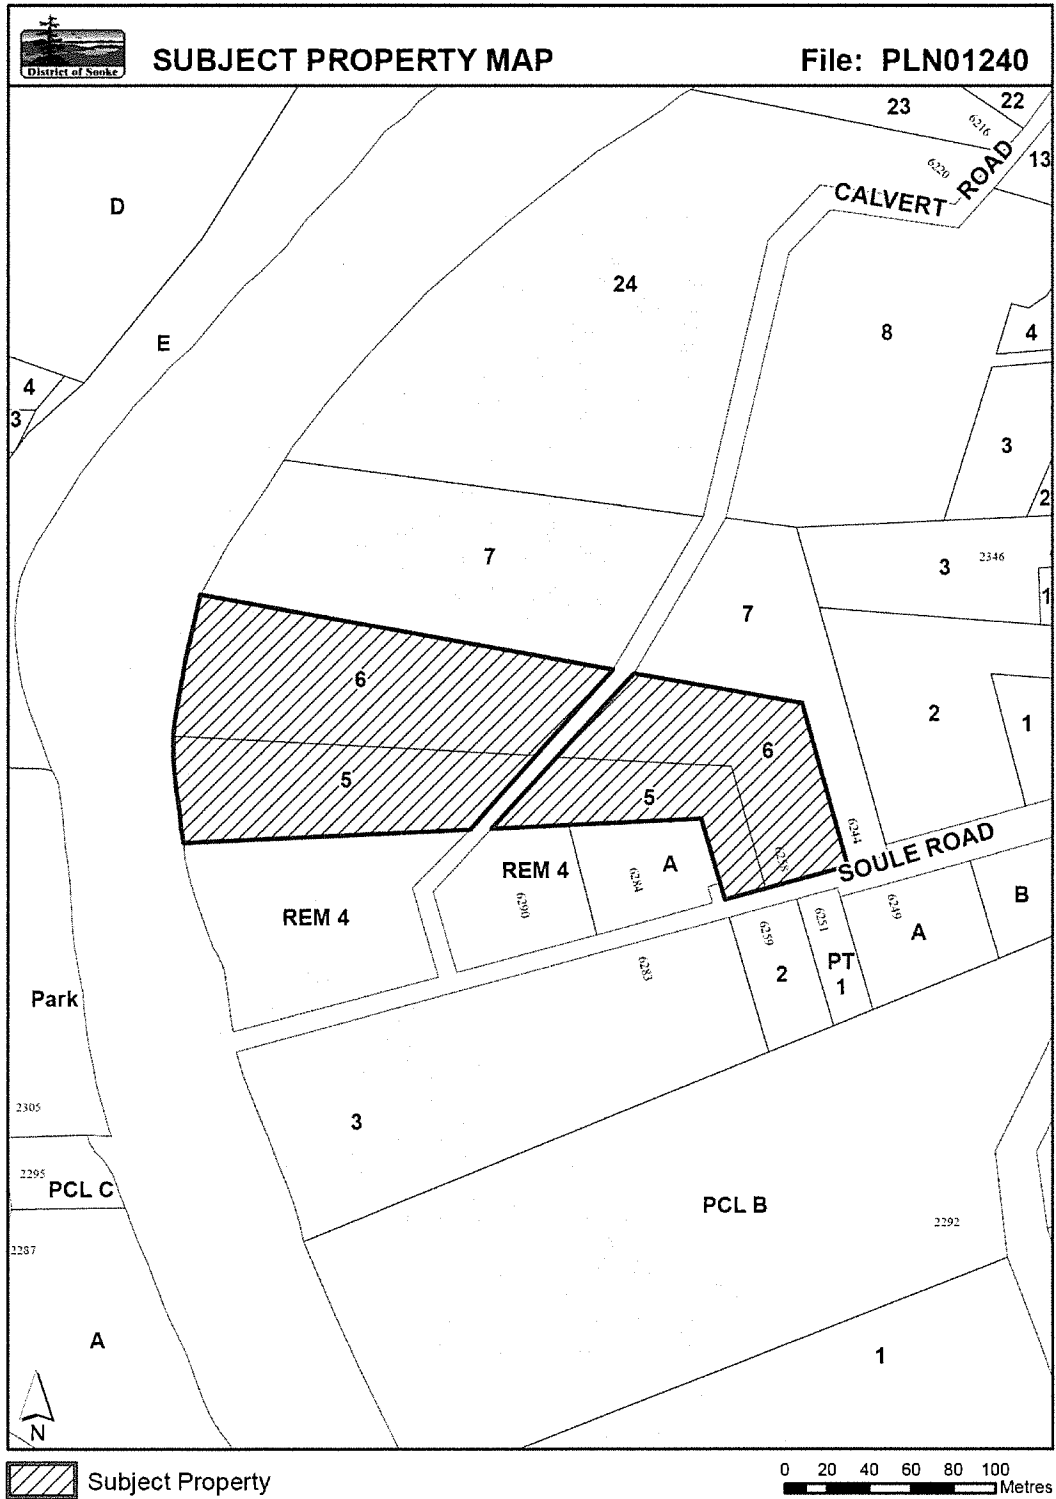 District of Sooke
SUBJECT PROPERTY MAP
File: PLN01240
23
22
6216
D
6220
ROAD
13
CALVERT
24
E
8
4
4
3
3
2
7
3
2346
1
7
6
2
1
6
5
5
6244
SOULE ROAD
REM 4
A
6258
6284
6290
REM 4
B
6249
A
6251
6259
PT
1
2
6283
Park
2305
3
2295
PCL C
PCL B
2292
2287
A
1
N
Subject Property
0 20 40 60 80 100
Metres